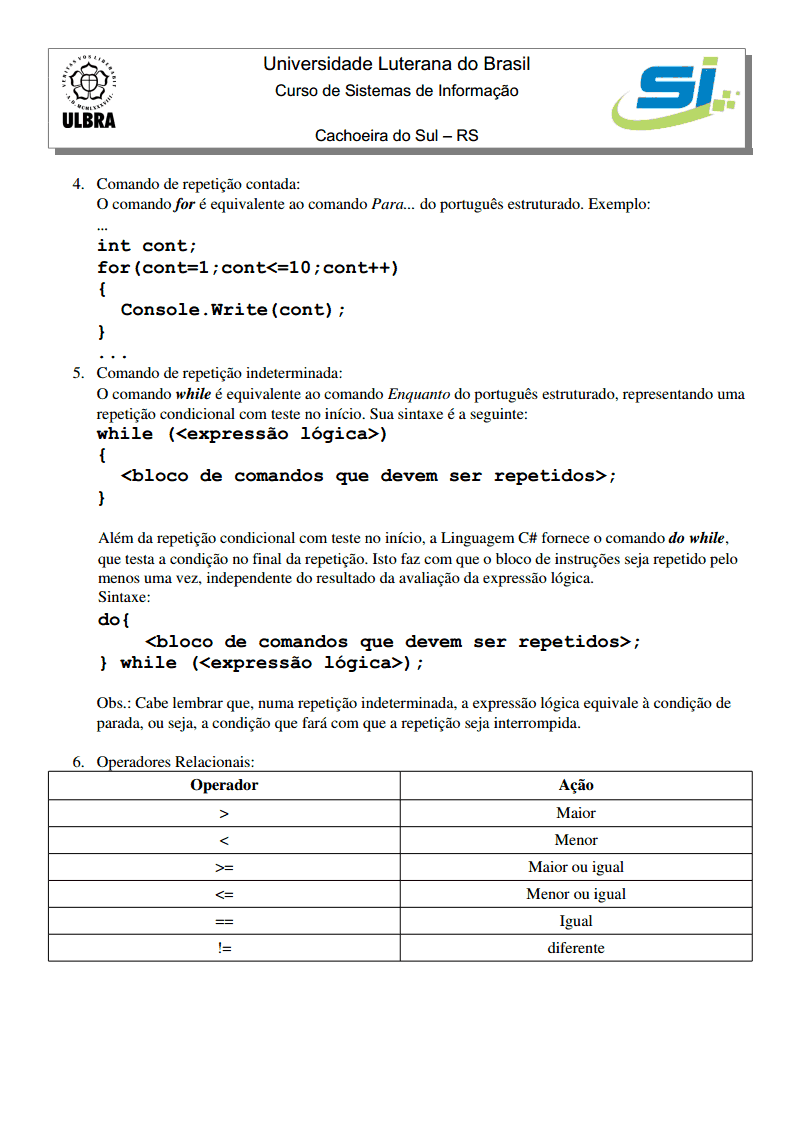 Universidade Luterana do Brasil
Curso de Sistemas de Informação
Cachoeira do Sul – RS
VERITAS VOS LIBERABIT
ULBRA
SI
4. Comando de repetição contada:
O comando for é equivalente ao comando Para... do português estruturado. Exemplo:
...
int cont;
for(cont=1;cont<=10;cont++)
{
Console.Write(cont);
}
...
5. Comando de repetição indeterminada:
O comando while é equivalente ao comando Enquanto do português estruturado, representando uma
repetição condicional com teste no início. Sua sintaxe é a seguinte:
while (<expressão lógica>)
{
<bloco de comandos que devem ser repetidos>;
}
Além da repetição condicional com teste no início, a Linguagem C# fornece o comando do while,
que testa a condição no final da repetição. Isto faz com que o bloco de instruções seja repetido pelo
menos uma vez, independente do resultado da avaliação da expressão lógica.
Sintaxe:
do{
<bloco de comandos que devem ser repetidos>;
} while (<expressão lógica>);
Obs.: Cabe lembrar que, numa repetição indeterminada, a expressão lógica equivale à condição de
parada, ou seja, a condição que fará com que a repetição seja interrompida.
6. Operadores Relacionais:
Operador Ação
> Maior
< Menor
>= Maior ou igual
<= Menor ou igual
== Igual
!= diferente